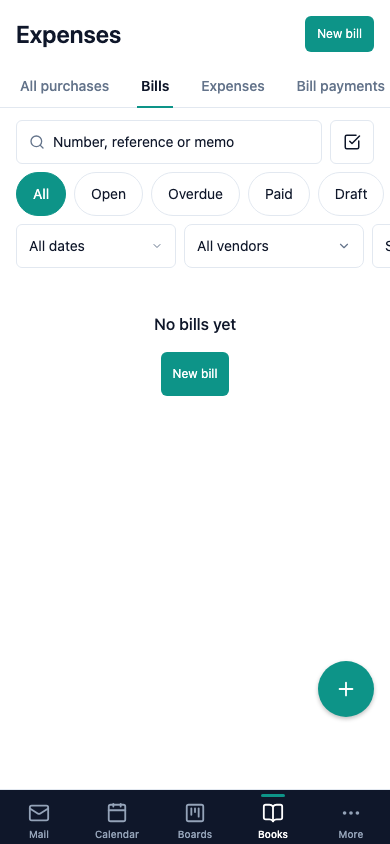 Expenses
New bill
All purchases Bills Expenses Bill payments
Number, reference or memo
All Open Overdue Paid Draft
All dates All vendors
No bills yet
New bill
Mail Calendar Boards Books More